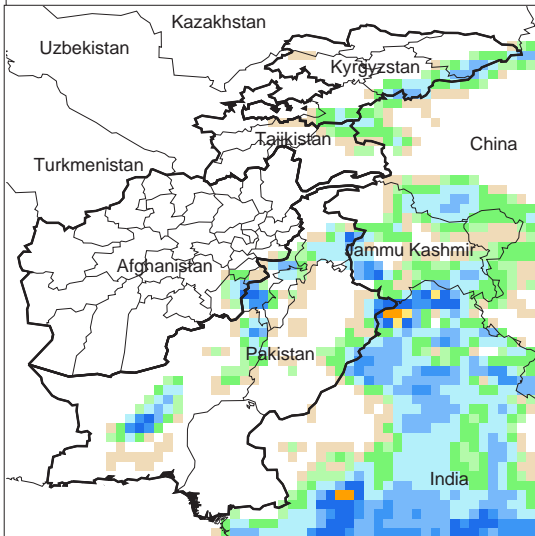 Kazakhstan
Uzbekistan
Kyrgyzstan
Tajikistan
China
Turkmenistan
Jammu Kashmir
Afghanistan
Pakistan
India